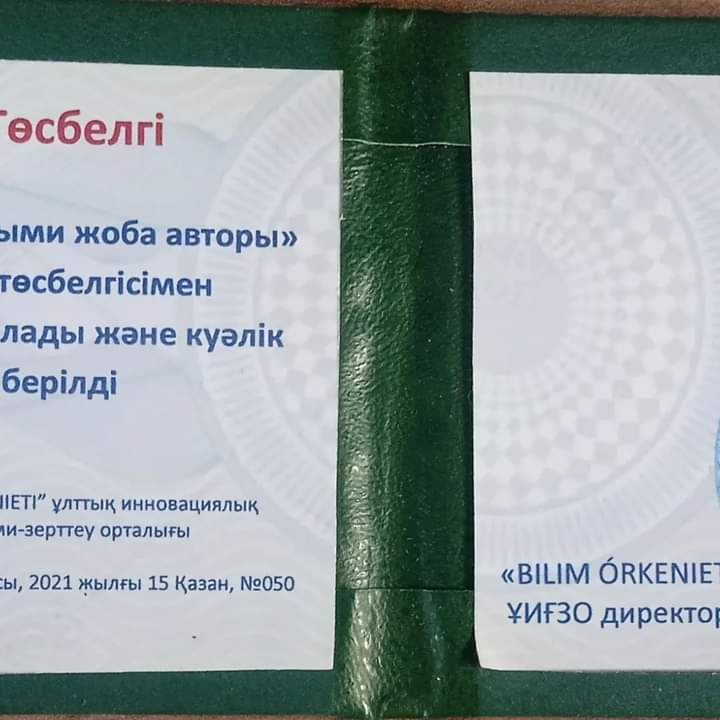 Төсбелгі
ыми жоба авторы»
төсбелгісімен
лады және куәлік
берілді
ІЕТІ” ұлттық инновациялық
ми-зерттеу орталығы
сы, 2021 жылғы 15 Қазан, №050
«BILIM ÓRKENIET
ҰИҒЗО директор